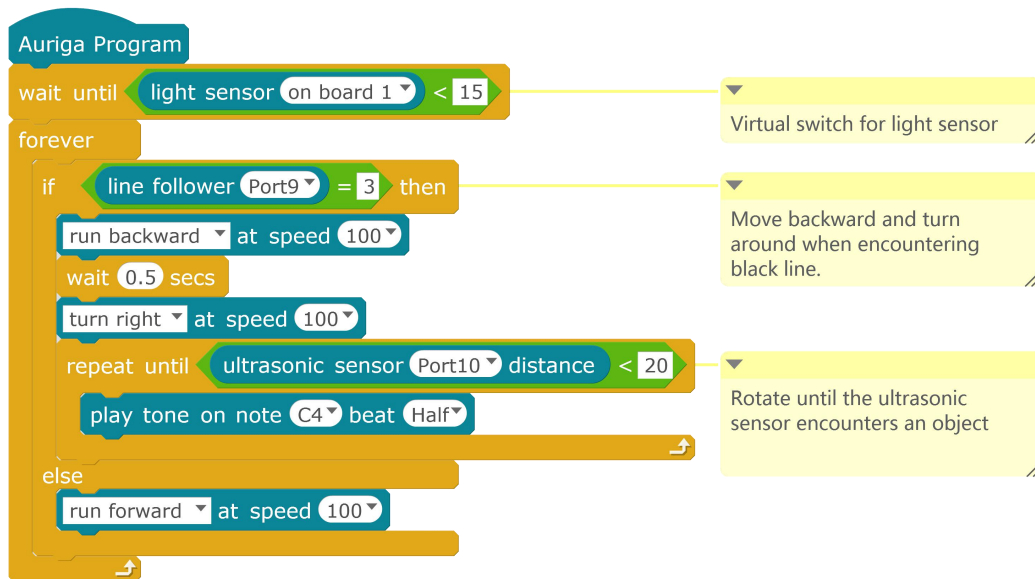 Auriga Program
wait until light sensor on board 1 < 15
Virtual switch for light sensor
forever
if line follower Port9 = 3 then
Move backward and turn
around when encountering
black line.
run backward at speed 100
wait 0.5 secs
turn right at speed 100
repeat until ultrasonic sensor Port10 distance < 20
Rotate until the ultrasonic
sensor encounters an object
play tone on note C4 beat Half
else
run forward at speed 100